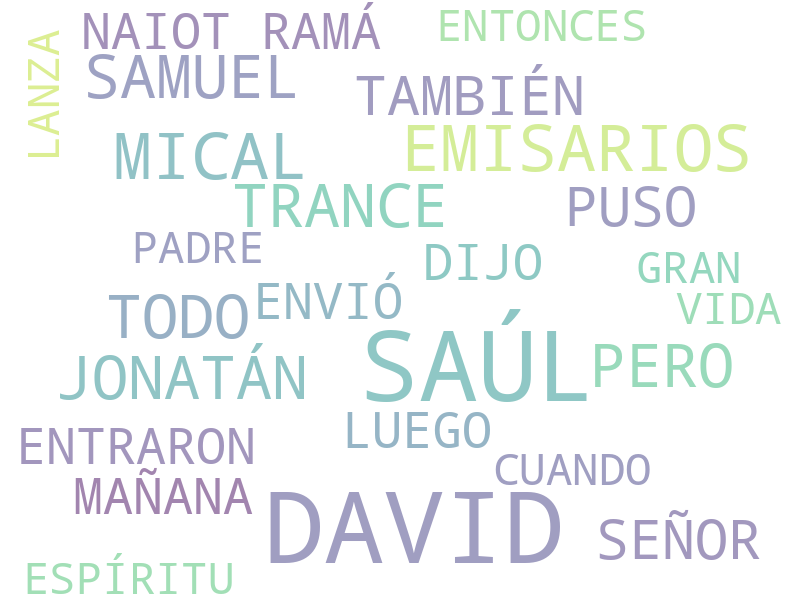 NAIOT RAMÁ
ENTONCES
LANZA
SAMUEL
TAMBIÉN
MICAL
EMISARIOS
TRANCE
PUSO
PADRE
DIJO
GRAN
TODO
ENVIÓ
VIDA
JONATÁN
SAÚL
PERO
ENTRARON
LUEGO
CUANDO
MAÑANA
DAVID
SEÑOR
ESPÍRITU